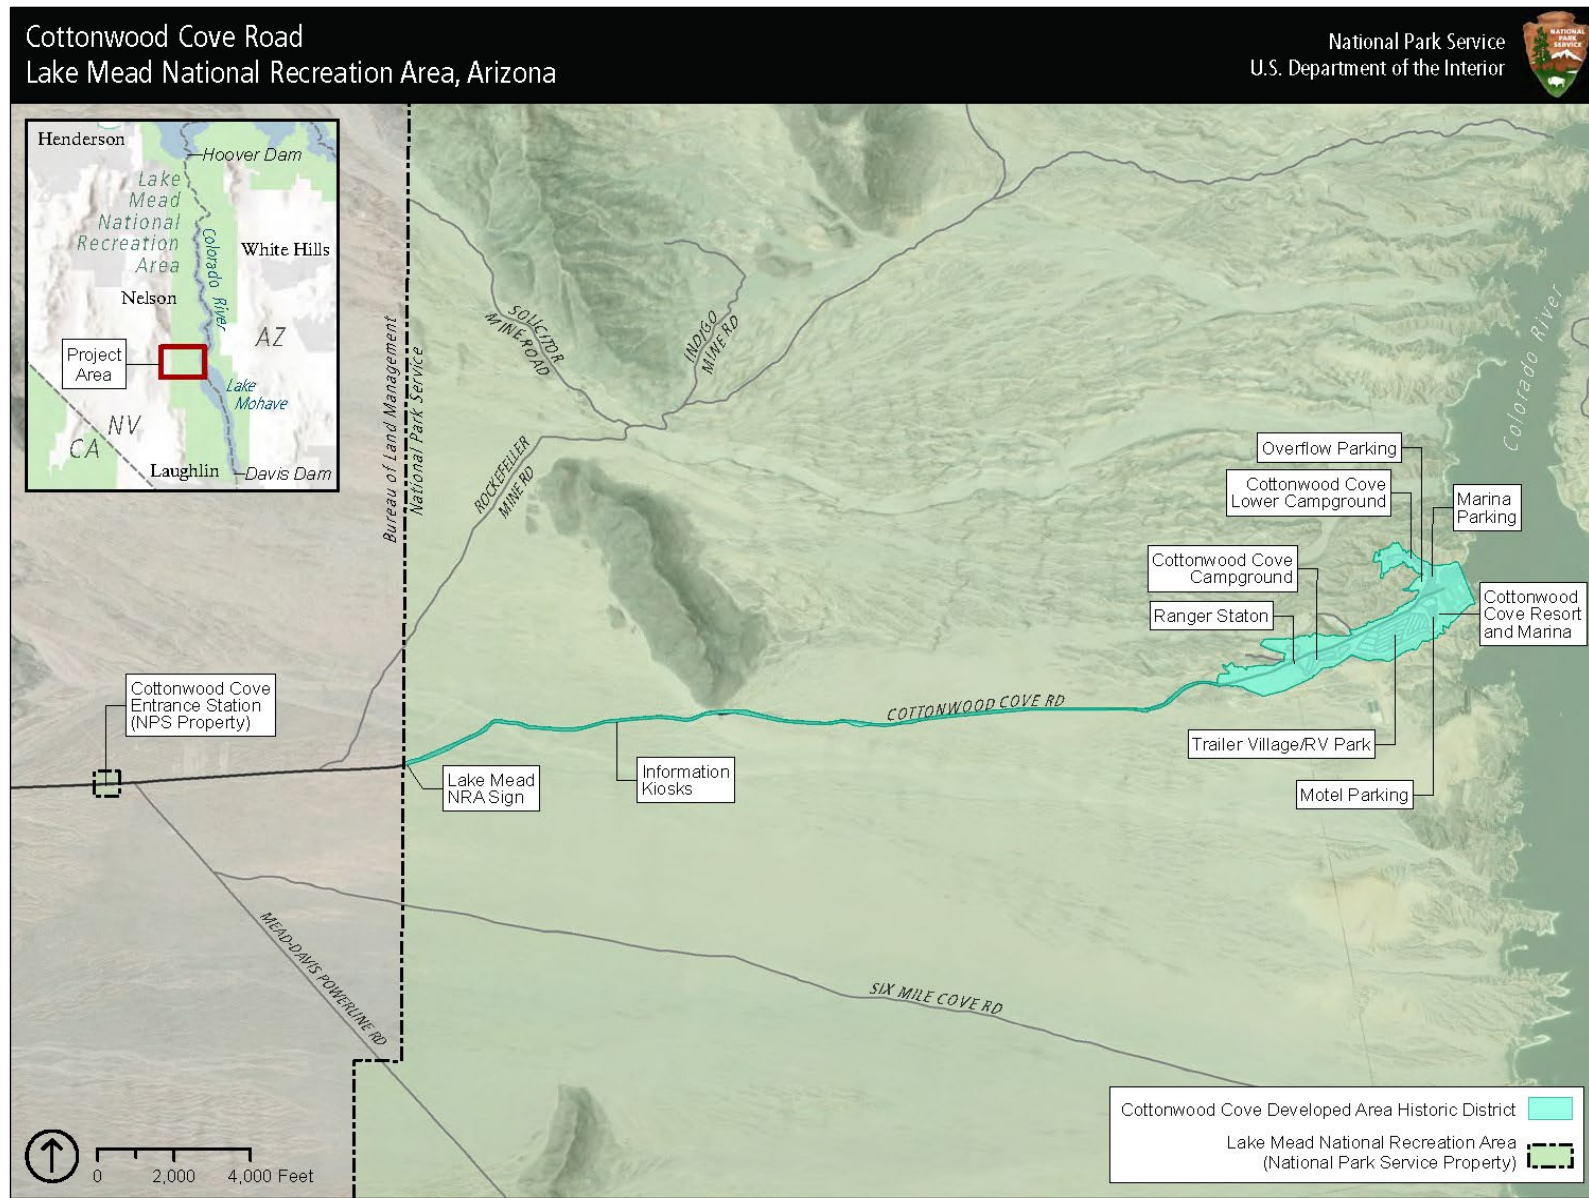 Cottonwood Cove Road
Lake Mead National Recreation Area, Arizona
National Park Service
U.S. Department of the Interior
NATIONAL
PARK
SERVICE
Henderson
Hoover Dam
Lake
Mead
National
Recreation
Area
Colorado River
White Hills
Nelson
AZ
Project
Area
Lake
Mohave
NV
CA
Laughlin
Davis Dam
Bureau of Land Management
National Park Service
SOLICITOR
MINE ROAD
INDIGO
MINE RD
ROCKEFELLER
MINE RD
Colorado River
Overflow Parking
Cottonwood Cove
Lower Campground
Marina
Parking
Cottonwood Cove
Campground
Ranger Staton
Cottonwood
Cove Resort
and Marina
Cottonwood Cove
Entrance Station
(NPS Property)
COTTONWOOD COVE RD
Trailer Village/RV Park
Motel Parking
Lake Mead
NRA Sign
Information
Kiosks
MEAD-DAVIS POWERLINE RD
SIX MILE COVE RD
Cottonwood Cove Developed Area Historic District
Lake Mead National Recreation Area
(National Park Service Property)
0 2,000 4,000 Feet